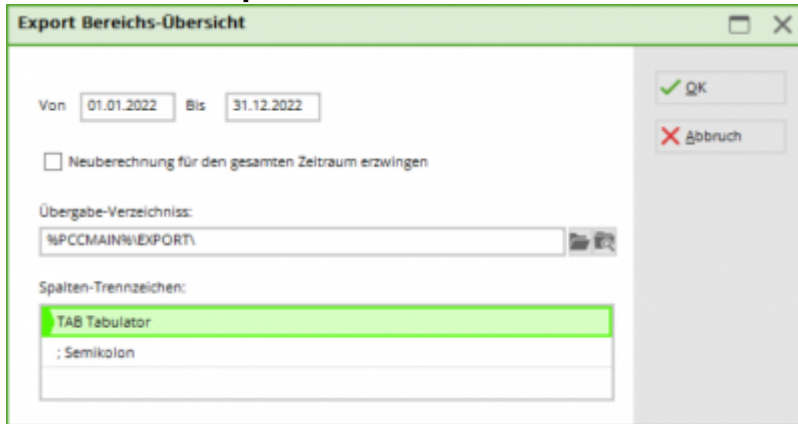 Export Bereichs-Übersicht
Von 01.01.2022 Bis 31.12.2022
OK
Abbruch
Neuberechnung für den gesamten Zeitraum erzwingen
Übergabe-Verzeichniss:
%PCCMAIN%\EXPORT\
Spalten-Trennzeichen:
TAB Tabulator
; Semikolon